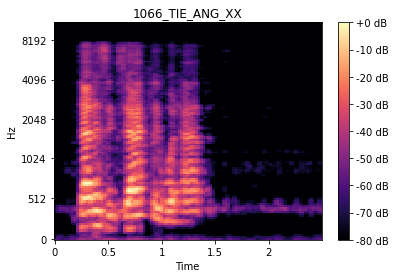 1066_TIE_ANG_XX
8192
4096
2048
1024
512
0
Hz
0
0.5
1
1.5
2
Time
+0 dB
-10 dB
-20 dB
-30 dB
-40 dB
-50 dB
-60 dB
-70 dB
-80 dB